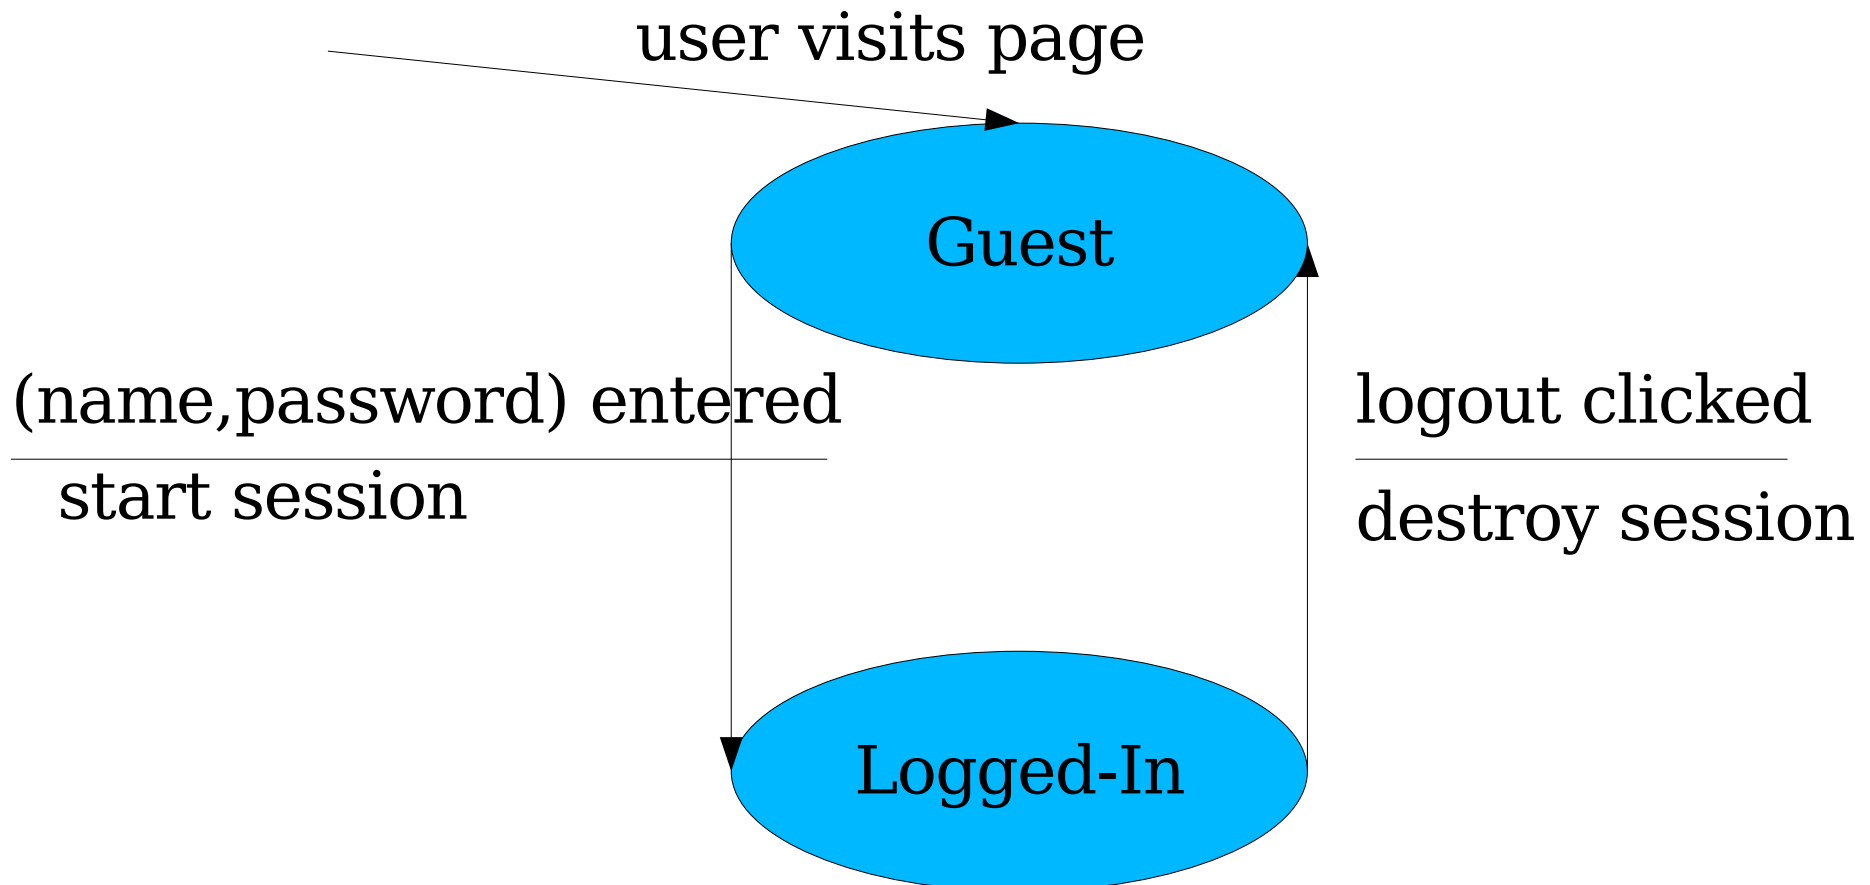 user visits page
Guest
(name,password) entered
start session
logout clicked
destroy session
Logged-In